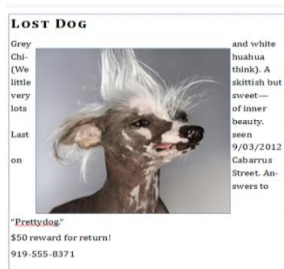 LOST DOG
Grey and white
Chi- huahua
(We think). A
little skittish but
very sweet—
lots of inner
beauty.
Last seen
9/03/2012
on Cabarrus
Street. An-
swers to
"Prettydog."
$50 reward for return!
919-555-8371